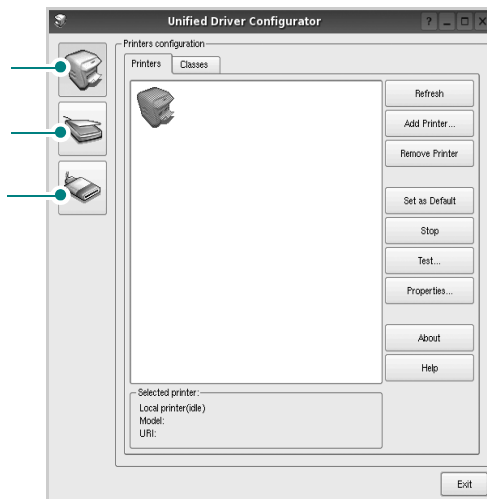 Unified Driver Configurator
Printers configuration
Printers
Classes
Refresh
Add Printer...
Remove Printer
Set as Default
Stop
Test...
Properties...
About
Help
Selected printer:
Local printer(idle)
Model:
URI:
Exit